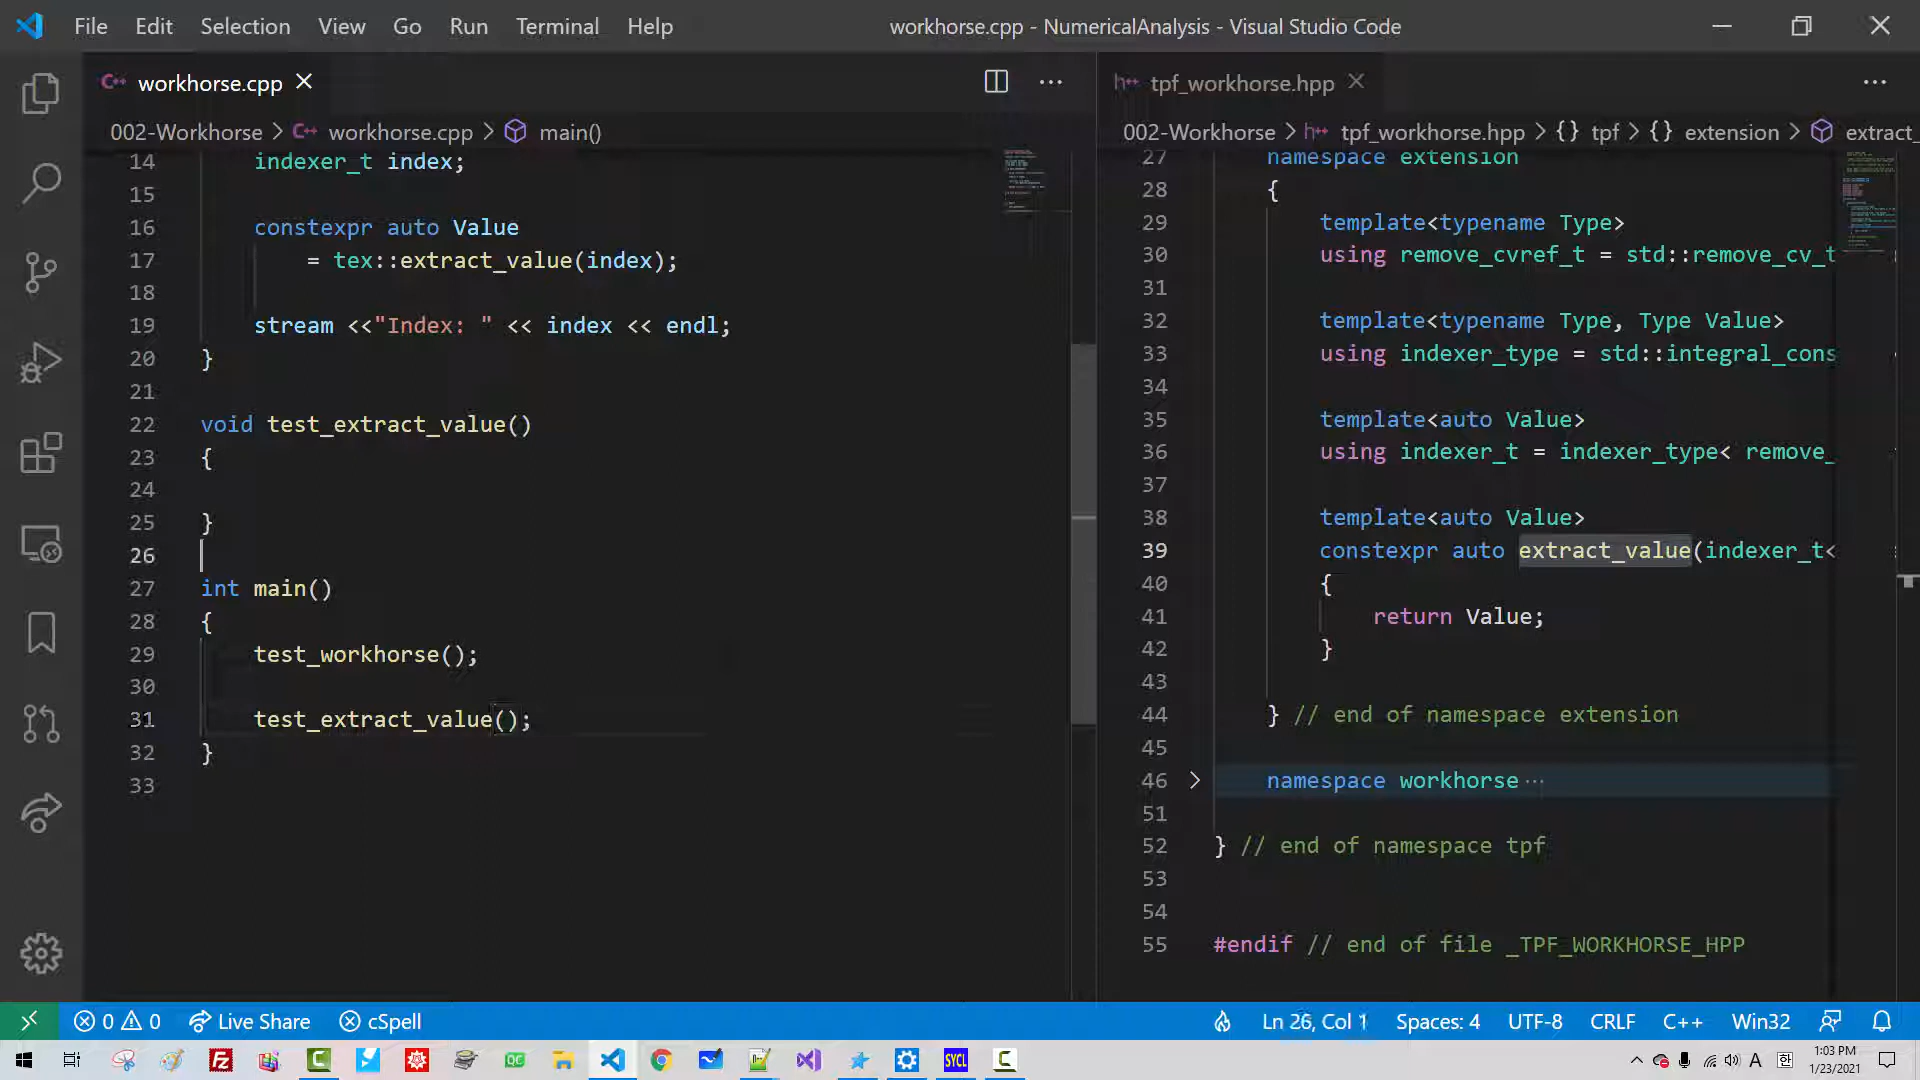 File Edit Selection View Go Run Terminal Help
workhorse.cpp - NumericalAnalysis - Visual Studio Code
C++ workhorse.cpp
002-Workhorse > C++ workhorse.cpp > main()
14 indexer_t index;
15
16 constexpr auto Value
17 = tex::extract_value(index);
18
19 stream <<"Index: " << index << endl;
20 }
21
22 void test_extract_value()
23 {
24
25 }
26
27 int main()
28 {
29 test_workhorse();
30
31 test_extract_value();
32 }
33
h++ tpf_workhorse.hpp
002-Workhorse > h++ tpf_workhorse.hpp > {} tpf > {} extension > extract_
27 namespace extension
28 {
29 template<typename Type>
30 using remove_cvref_t = std::remove_cv_t
31
32 template<typename Type, Type Value>
33 using indexer_type = std::integral_cons
34
35 template<auto Value>
36 using indexer_t = indexer_type< remove_
37
38 template<auto Value>
39 constexpr auto extract_value(indexer_t<
40 {
41 return Value;
42 }
43
44 } // end of namespace extension
45
46 namespace workhorse ...
51
52 } // end of namespace tpf
53
54
55 #endif // end of file _TPF_WORKHORSE_HPP
0 0 Live Share cSpell
Ln 26, Col 1 Spaces: 4 UTF-8 CRLF C++ Win32
Fz QC SYCL C
A 한 1:03 PM
1/23/2021